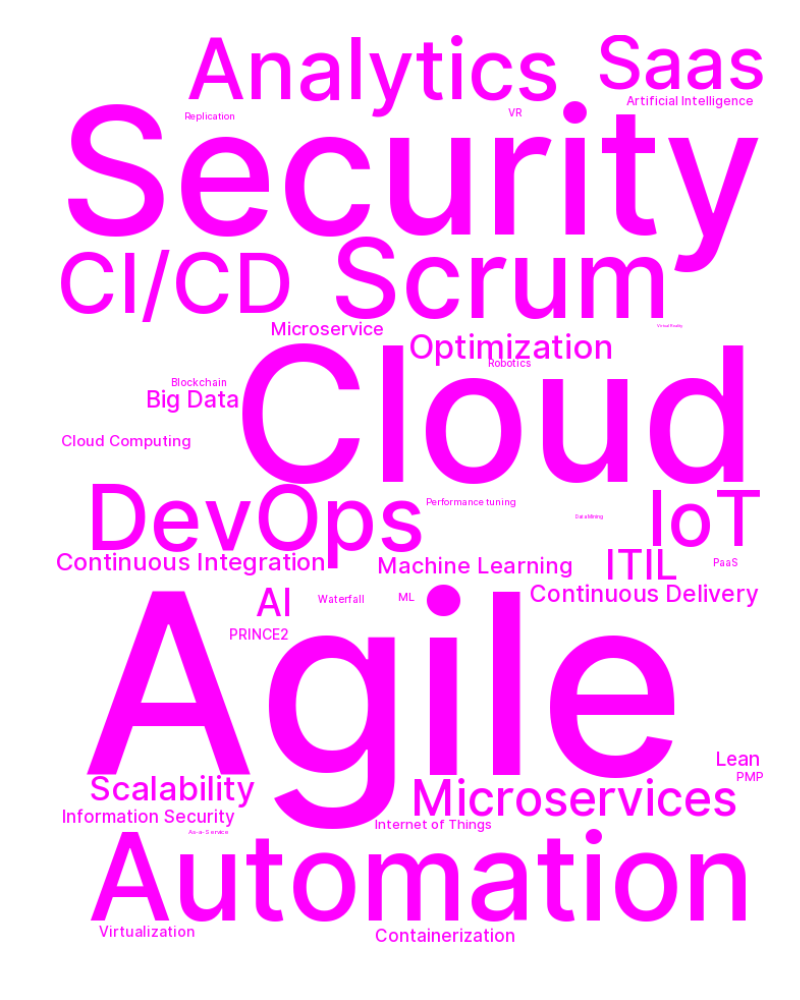 Analytics
Saas
Artificial Intelligence
Replication
VR
Security
CI/CD
Scrum
Microservice
Optimization
Robotics
Cloud
Blockchain
Big Data
Cloud Computing
DevOps
Performance tuning
Data Mining
IoT
Continuous Integration
Machine Learning
ITIL
PaaS
Continuous Delivery
AI
Waterfall
ML
PRINCE2
Agile
Lean
PMP
Scalability
Microservices
Information Security
Internet of Things
As-a-Service
Automation
Virtualization
Containerization